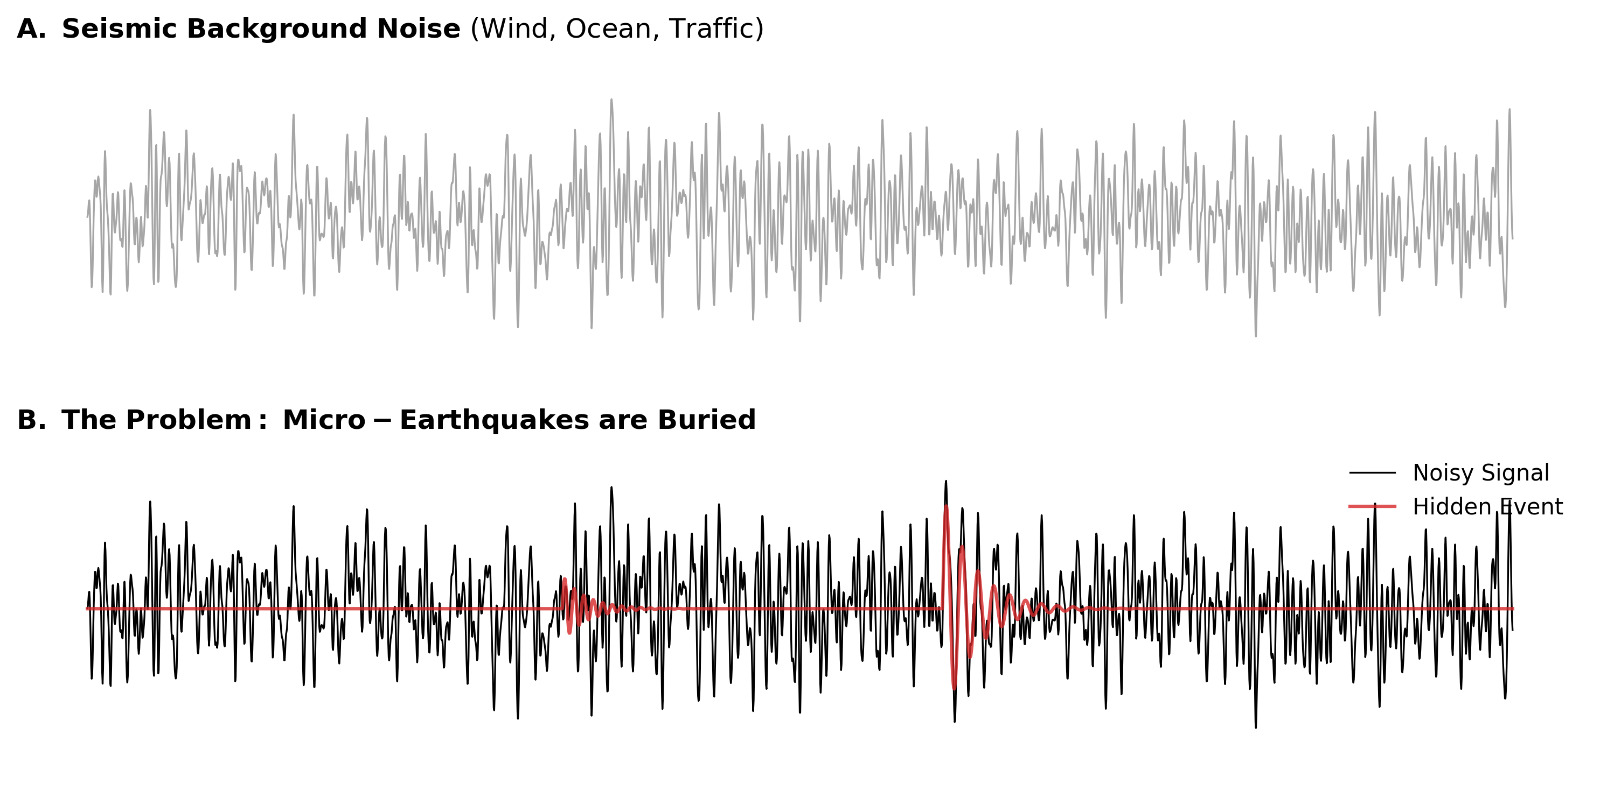 A. Seismic Background Noise (Wind, Ocean, Traffic)
B. The Problem : Micro − Earthquakes are Buried
Noisy Signal
Hidden Event